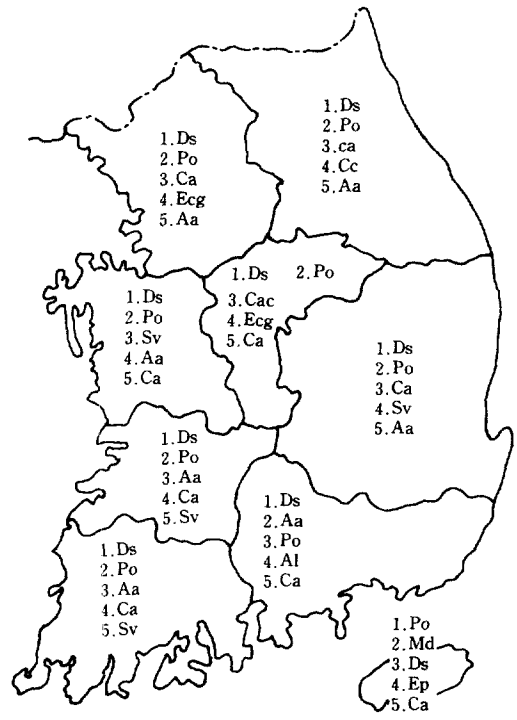 1.Ds
2.Po
3.Ca
4.Ecg
5.Aa
1.Ds
2.Po
3.ca
4.Cc
5.Aa
1.Ds 2.Po
3.Cac
4.Ecg
5.Ca
1.Ds
2.Po
3.Sv
4.Aa
5.Ca
1.Ds
2.Po
3.Ca
4.Sv
5.Aa
1.Ds
2.Po
3.Aa
4.Ca
5.Sv
1.Ds
2.Aa
3.Po
4.Al
5.Ca
1.Ds
2.Po
3.Aa
4.Ca
5.Sv
1.Po
2.Md
3.Ds
4.Ep
5.Ca